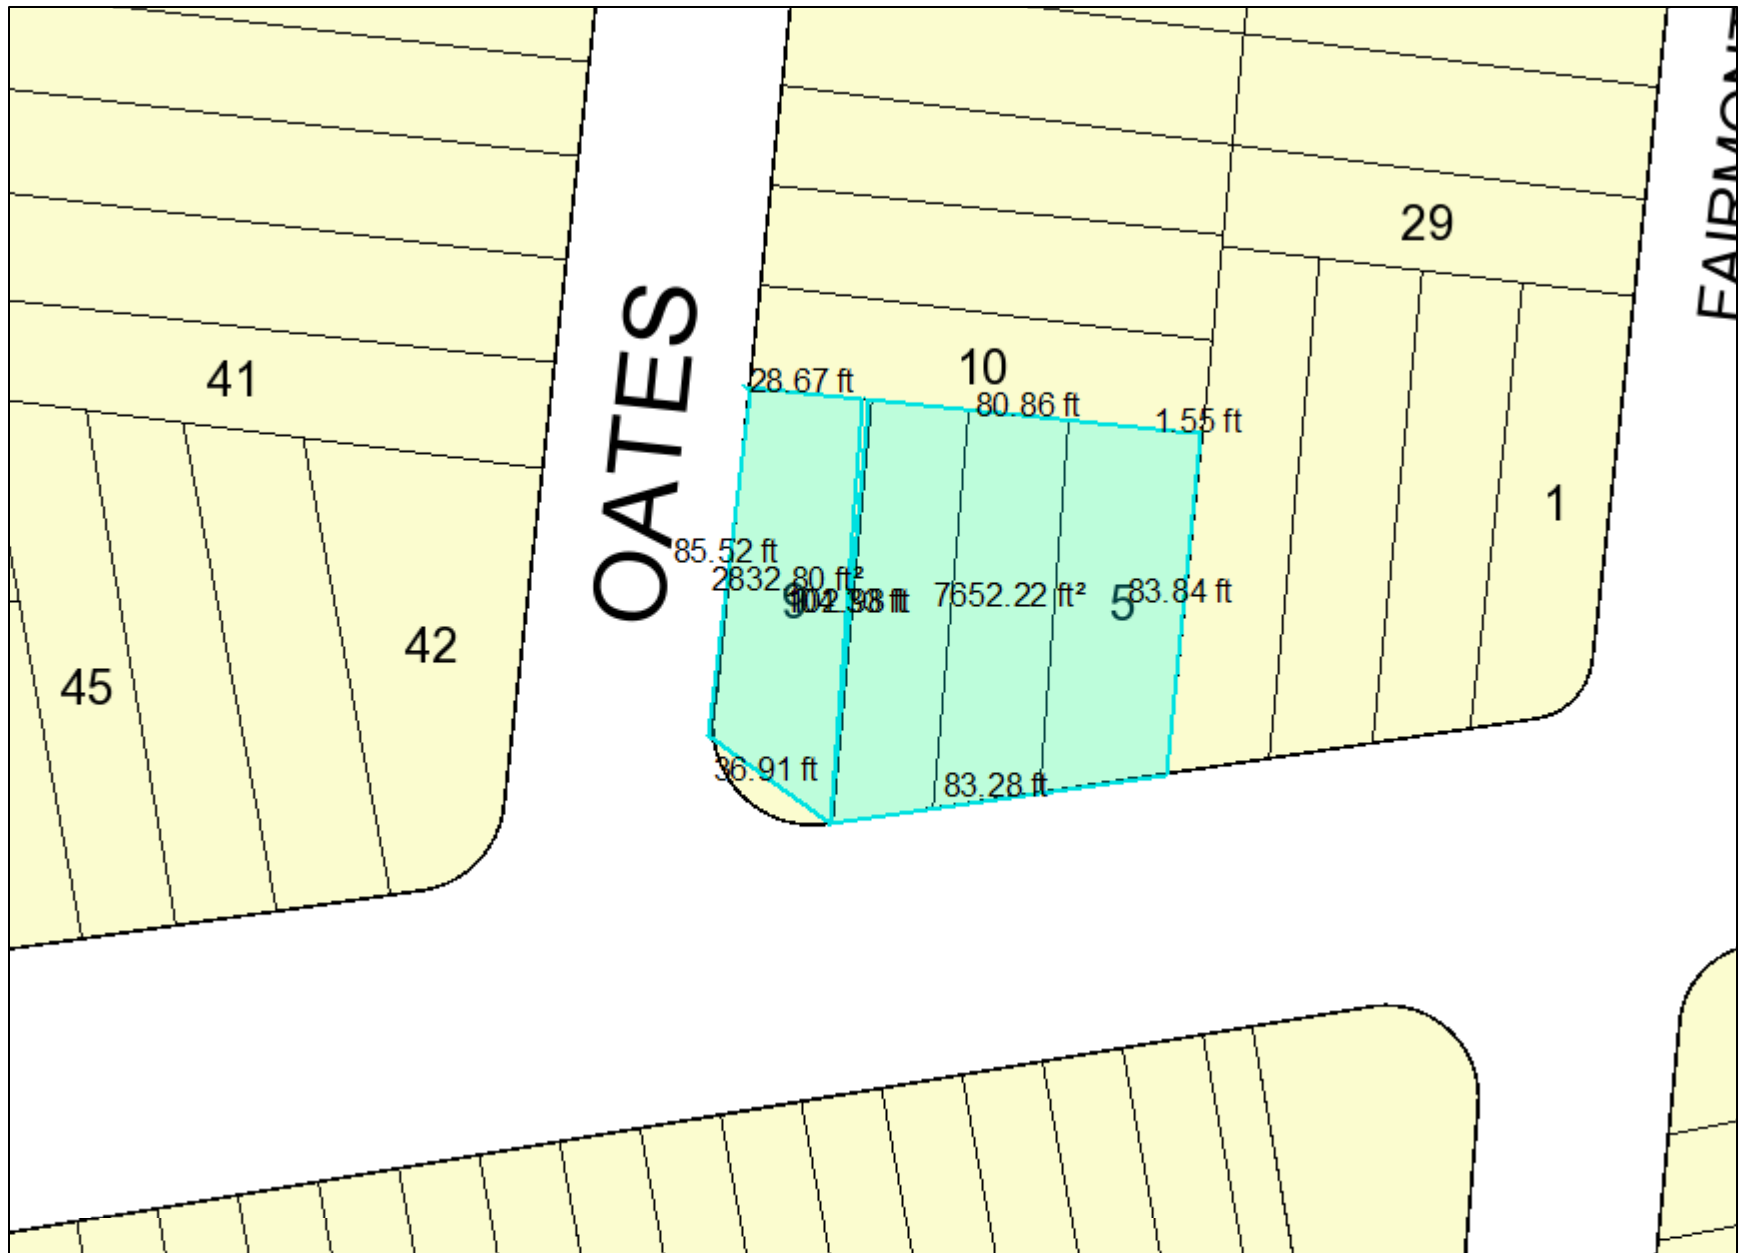 FAIRMONT
29
OATES
10
41
28.67 ft
80.86 ft
1.55 ft
1
85.52 ft
2832.80 ft²
9
7652.22 ft²
5
83.84 ft
42
45
36.91 ft
83.28 ft